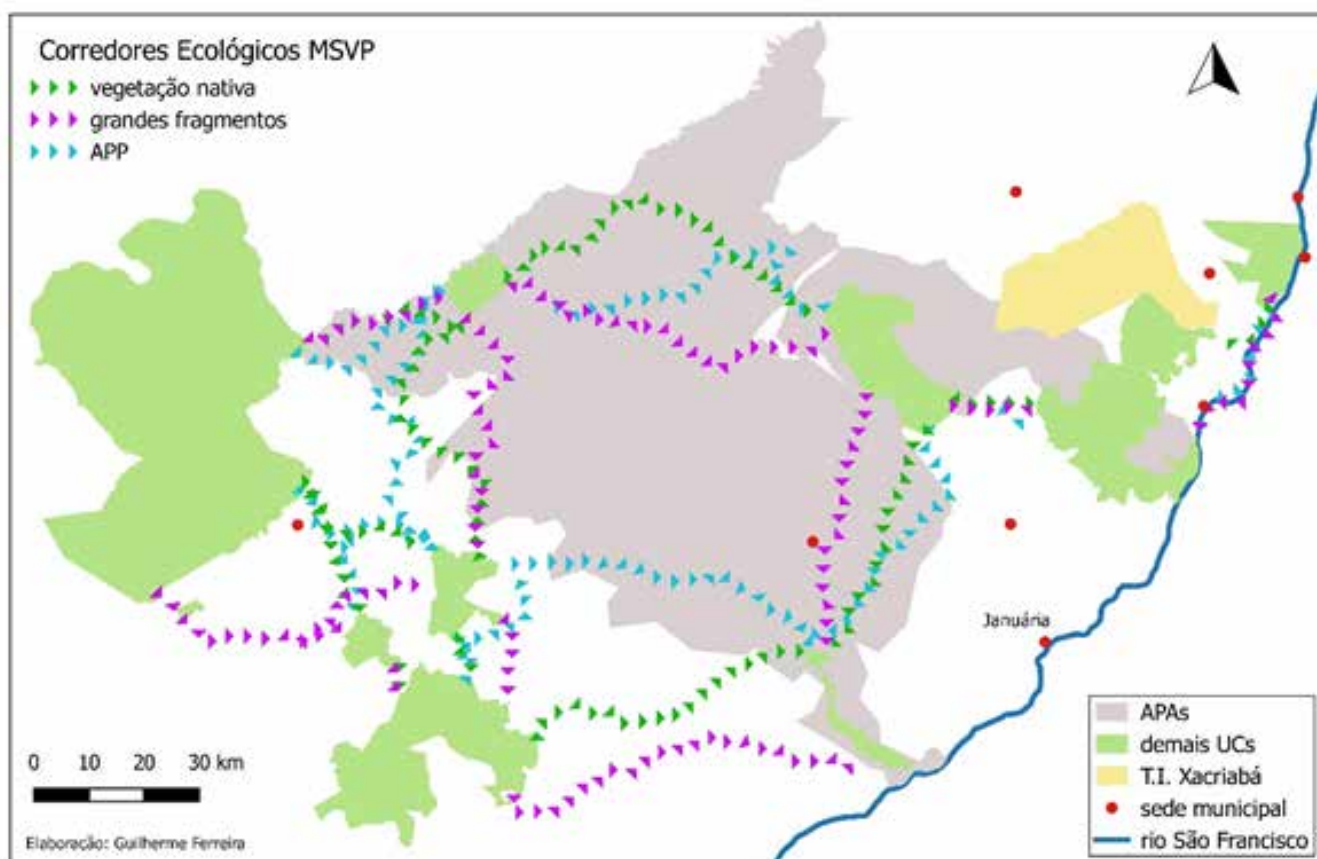 Corredores Ecológicos MSVP
vegetação nativa
grandes fragmentos
APP
Januária
0 10 20 30 km
Elaboração: Guilherme Ferreira
APAs
demais UCs
T.I. Xacriabá
sede municipal
rio São Francisco